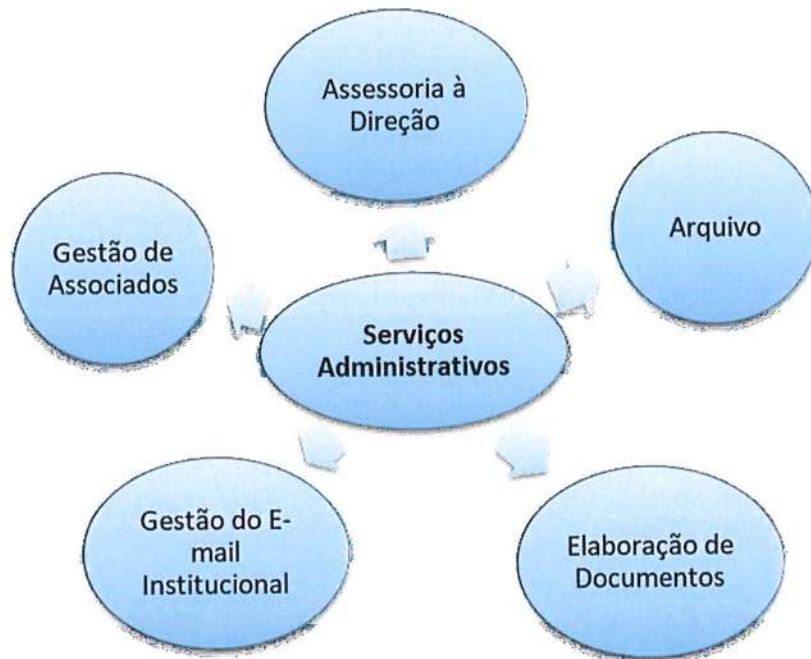 Assessoria à
Direção
Arquivo
Gestão de
Associados
Serviços
Administrativos
Gestão do E-
mail
Institucional
Elaboração de
Documentos